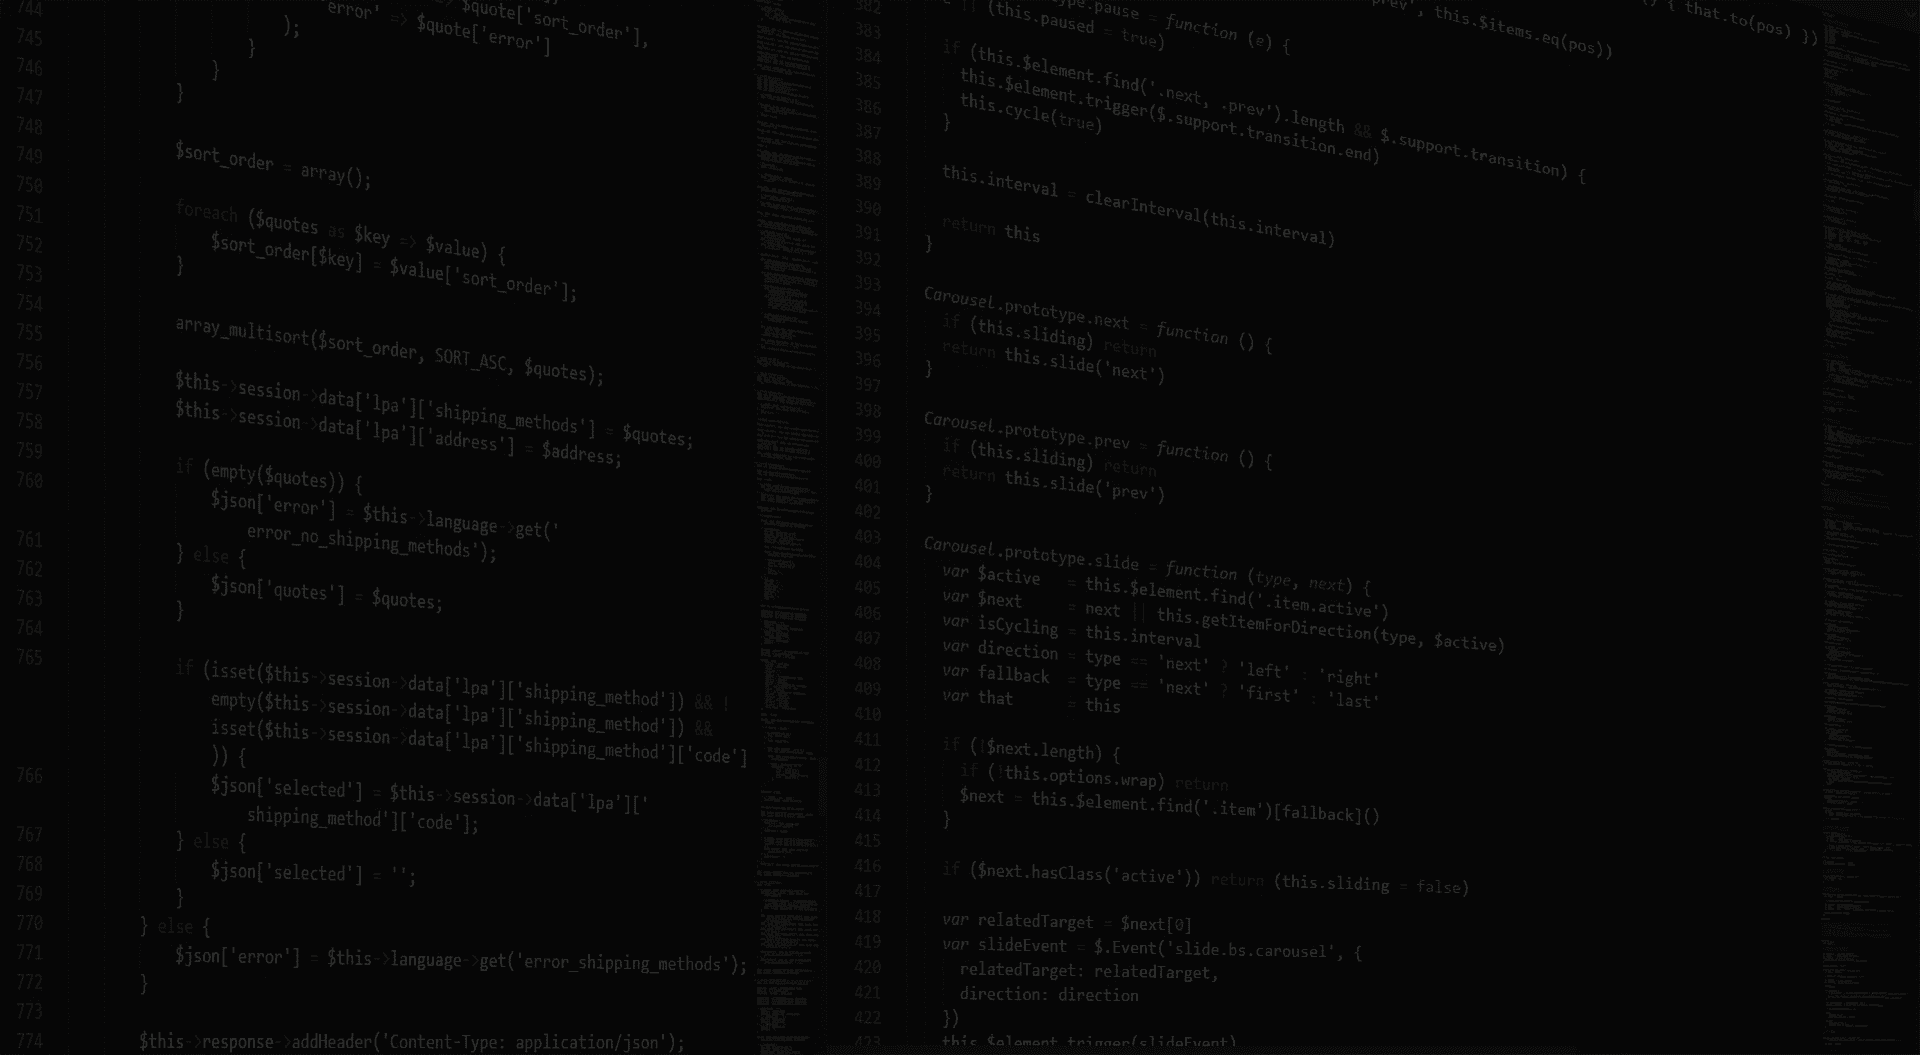 744 => $quote['sort_order'],
'error' => $quote['error']
745 );
}
746 }
747 }
748
749 $sort_order = array();
750
751 foreach ($quotes as $key => $value) {
752 $sort_order[$key] = $value['sort_order'];
753 }
754
755 array_multisort($sort_order, SORT_ASC, $quotes);
756
757 $this->session->data['lpa']['shipping_methods'] = $quotes;
758 $this->session->data['lpa']['address'] = $address;
759
760 if (empty($quotes)) {
$json['error'] = $this->language->get('
761 error_no_shipping_methods');
762 } else {
763 $json['quotes'] = $quotes;
764 }
765
if (isset($this->session->data['lpa']['shipping_method']) && !
empty($this->session->data['lpa']['shipping_method']) &&
isset($this->session->data['lpa']['shipping_method']['code']
)) {
766 $json['selected'] = $this->session->data['lpa']['
shipping_method']['code'];
767 } else {
768 $json['selected'] = '';
769 }
770 } else {
771 $json['error'] = $this->language->get('error_shipping_methods');
772 }
773
774 $this->response->addHeader('Content-Type: application/json');
prev', this.$items.eq(pos))
() { that.to(pos) })
382 .pause = function (e) {
383 (this.paused = true)
384
385 if (this.$element.find('.next, .prev').length && $.support.transition) {
386 this.$element.trigger($.support.transition.end)
387 this.cycle(true)
388 }
389
390 this.interval = clearInterval(this.interval)
391
392 return this
393 }
394
395 Carousel.prototype.next = function () {
396 if (this.sliding) return
397 return this.slide('next')
398 }
399
400 Carousel.prototype.prev = function () {
401 if (this.sliding) return
402 return this.slide('prev')
403 }
404
405 Carousel.prototype.slide = function (type, next) {
406 var $active = this.$element.find('.item.active')
407 var $next = next || this.getItemForDirection(type, $active)
408 var isCycling = this.interval
409 var direction = type == 'next' ? 'left' : 'right'
410 var fallback = type == 'next' ? 'first' : 'last'
411 var that = this
412
413 if (!$next.length) {
414 if (!this.options.wrap) return
415 $next = this.$element.find('.item')[fallback]()
416 }
417
418 if ($next.hasClass('active')) return (this.sliding = false)
419
420 var relatedTarget = $next[0]
421 var slideEvent = $.Event('slide.bs.carousel', {
422 relatedTarget: relatedTarget,
423 direction: direction
})
this.$element.trigger(slideEvent)